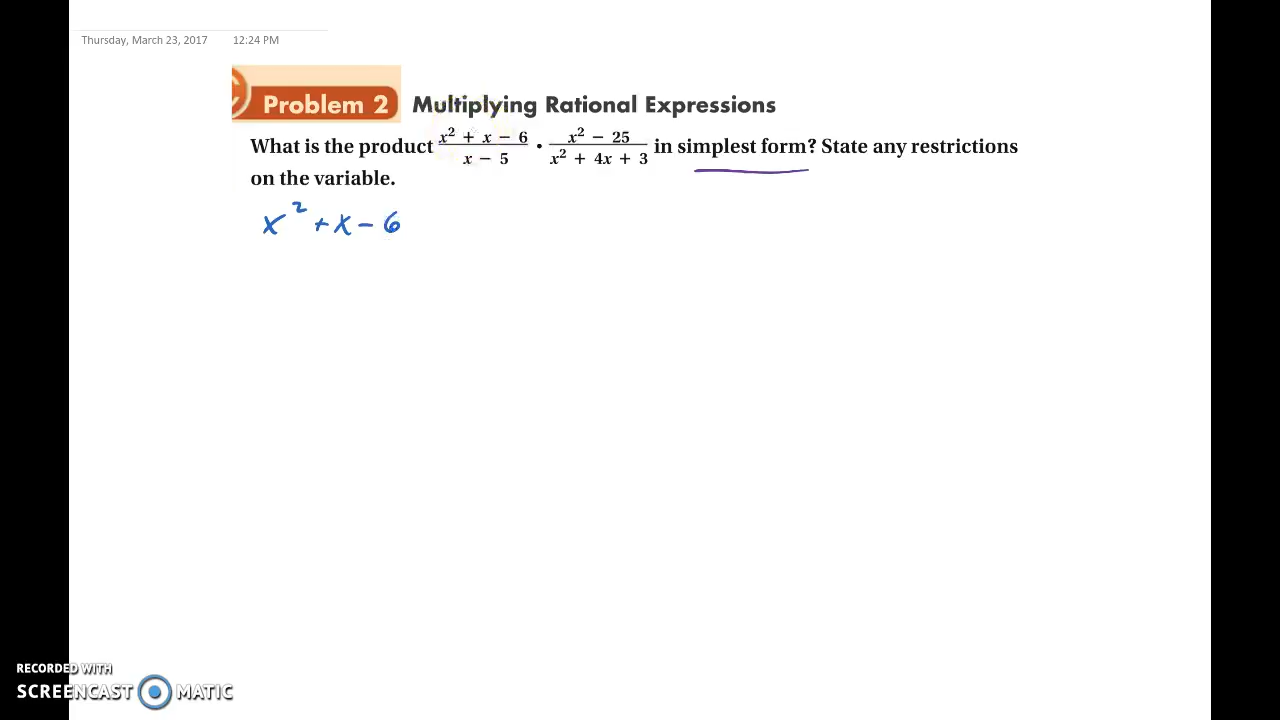 Thursday, March 23, 2017 12:24 PM
Problem 2 Multiplying Rational Expressions
What is the product (x² + x − 6)/(x − 5) • (x² − 25)/(x² + 4x + 3) in simplest form? State any restrictions
on the variable.
x² + x − 6
RECORDED WITH
SCREENCAST MATIC